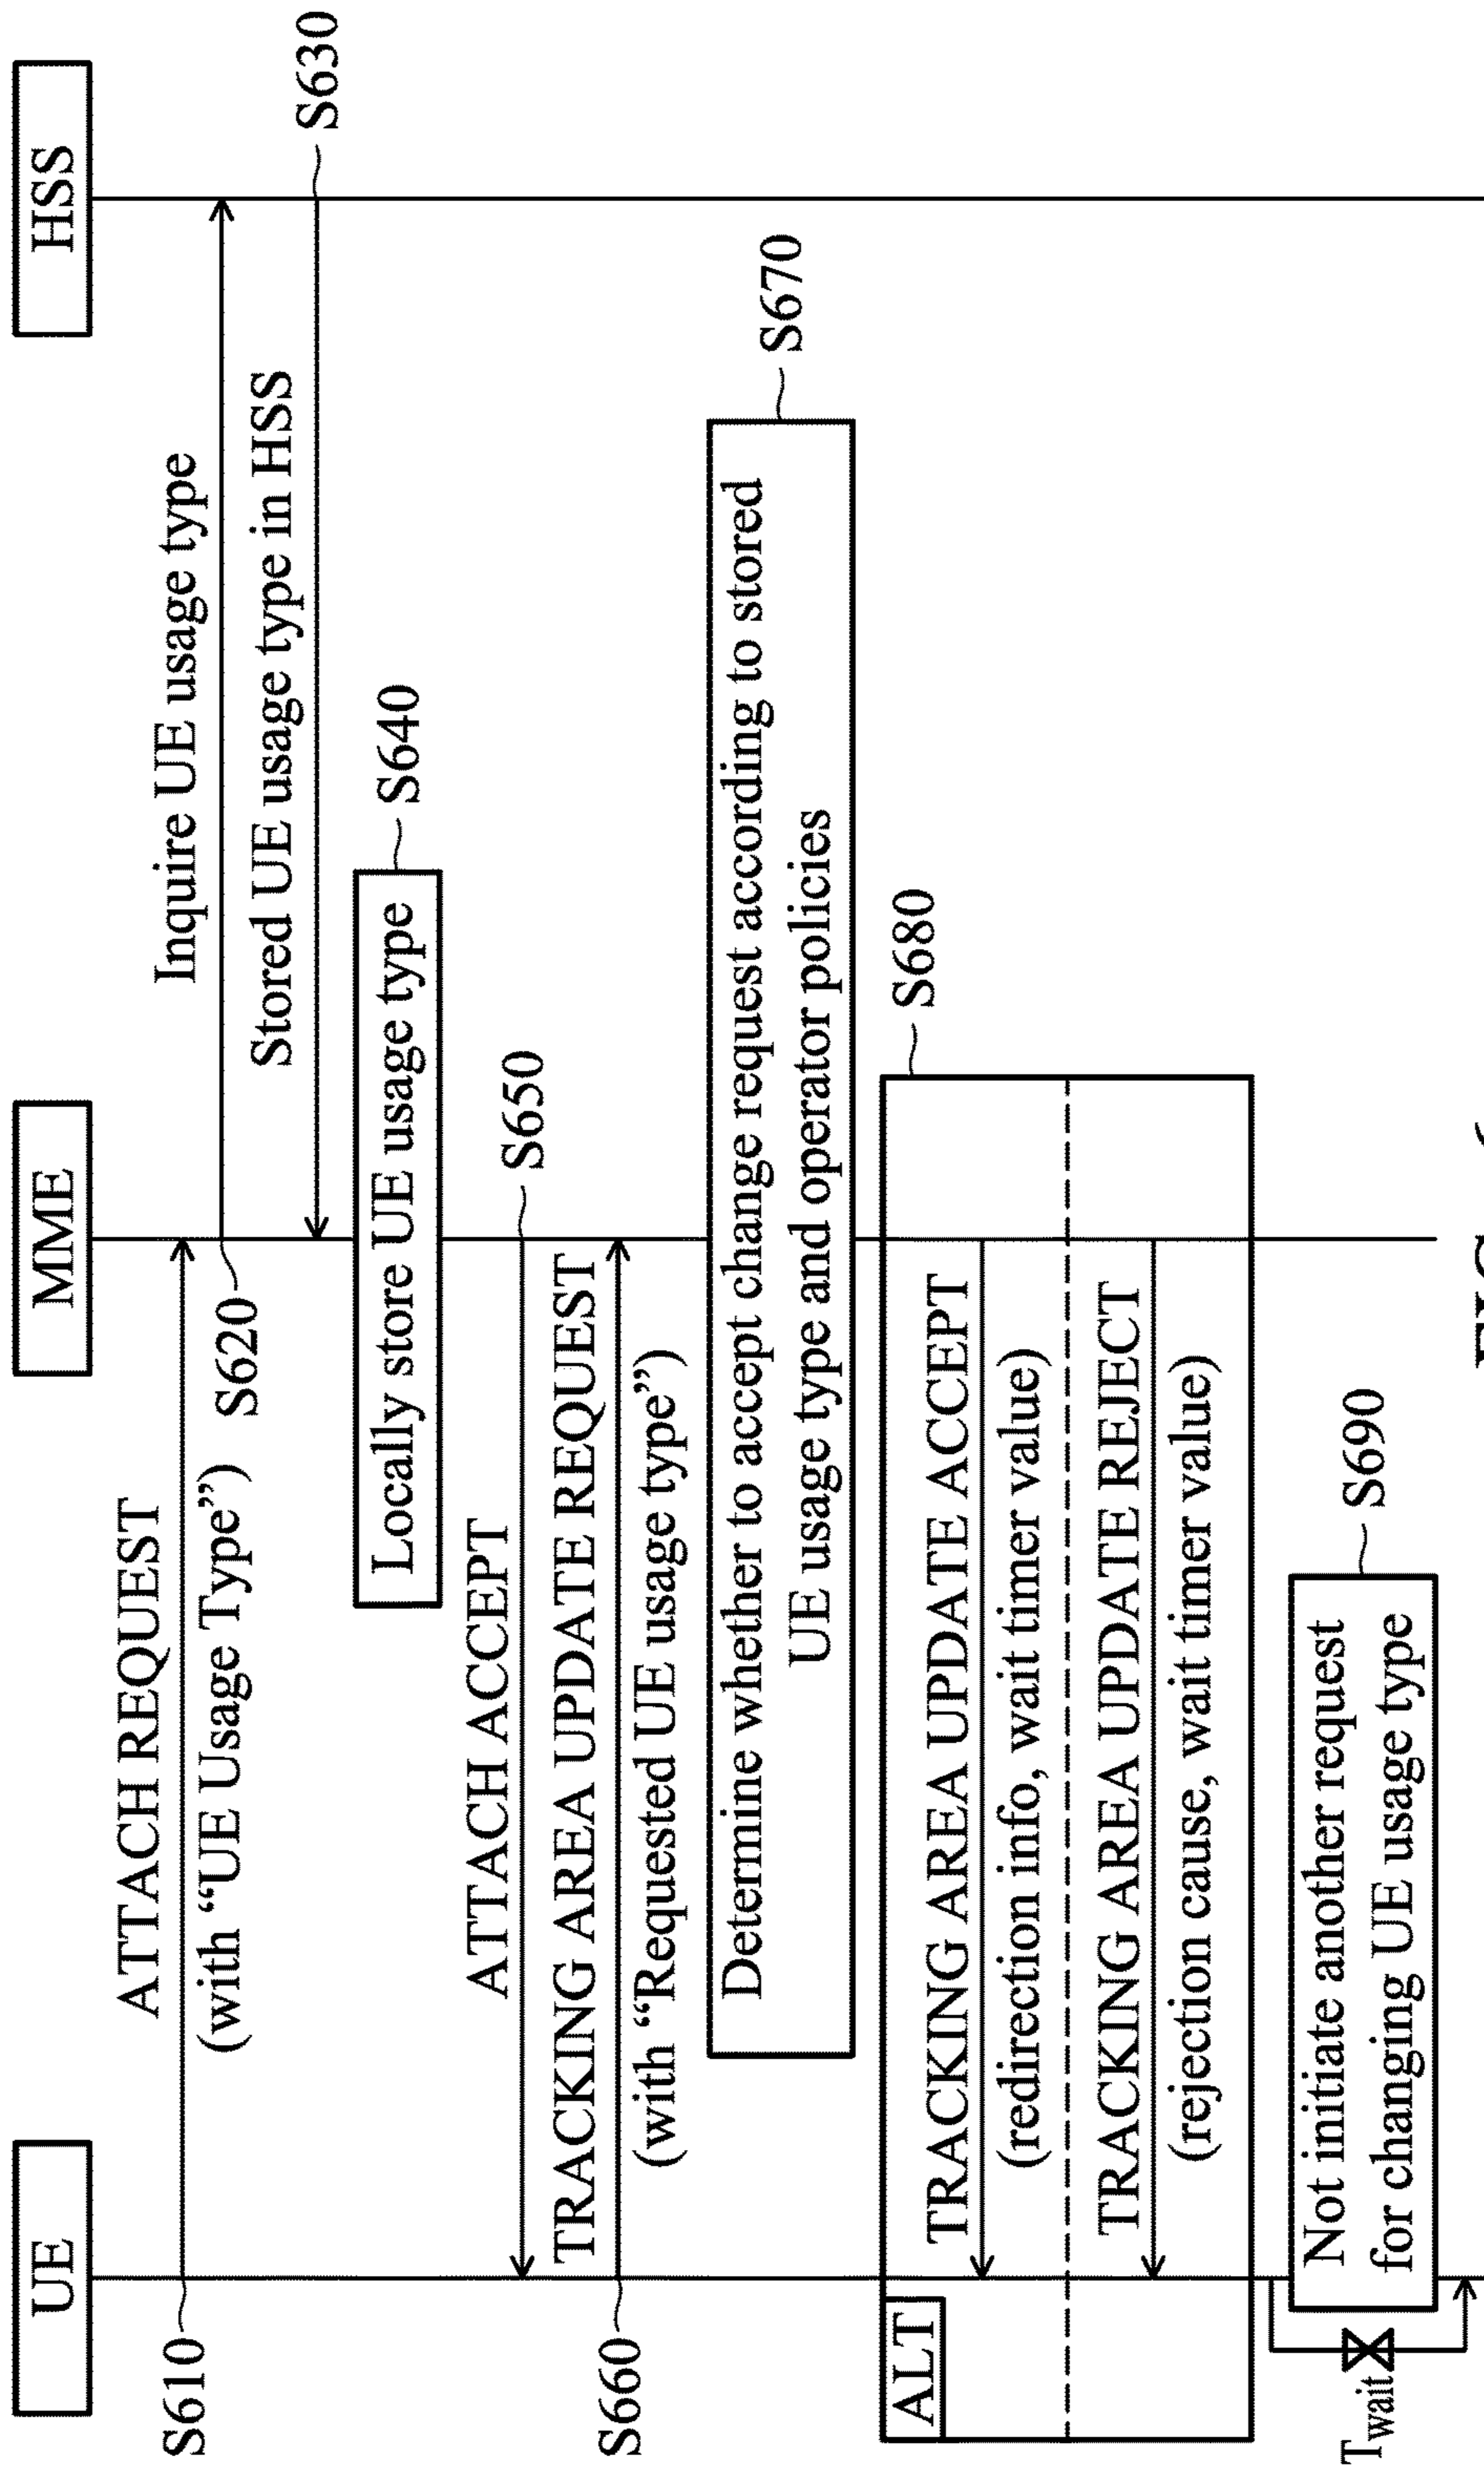 UE
MME
HSS
S610
ATTACH REQUEST
(with “UE Usage Type”)
S620
Inquire UE usage type
Stored UE usage type in HSS
S630
Locally store UE usage type
S640
ATTACH ACCEPT
S650
TRACKING AREA UPDATE REQUEST
S660
(with “Requested UE usage type”)
Determine whether to accept change request according to stored
UE usage type and operator policies
S670
ALT
S680
TRACKING AREA UPDATE ACCEPT
(redirection info, wait timer value)
TRACKING AREA UPDATE REJECT
(rejection cause, wait timer value)
Twait
Not initiate another request
for changing UE usage type
S690